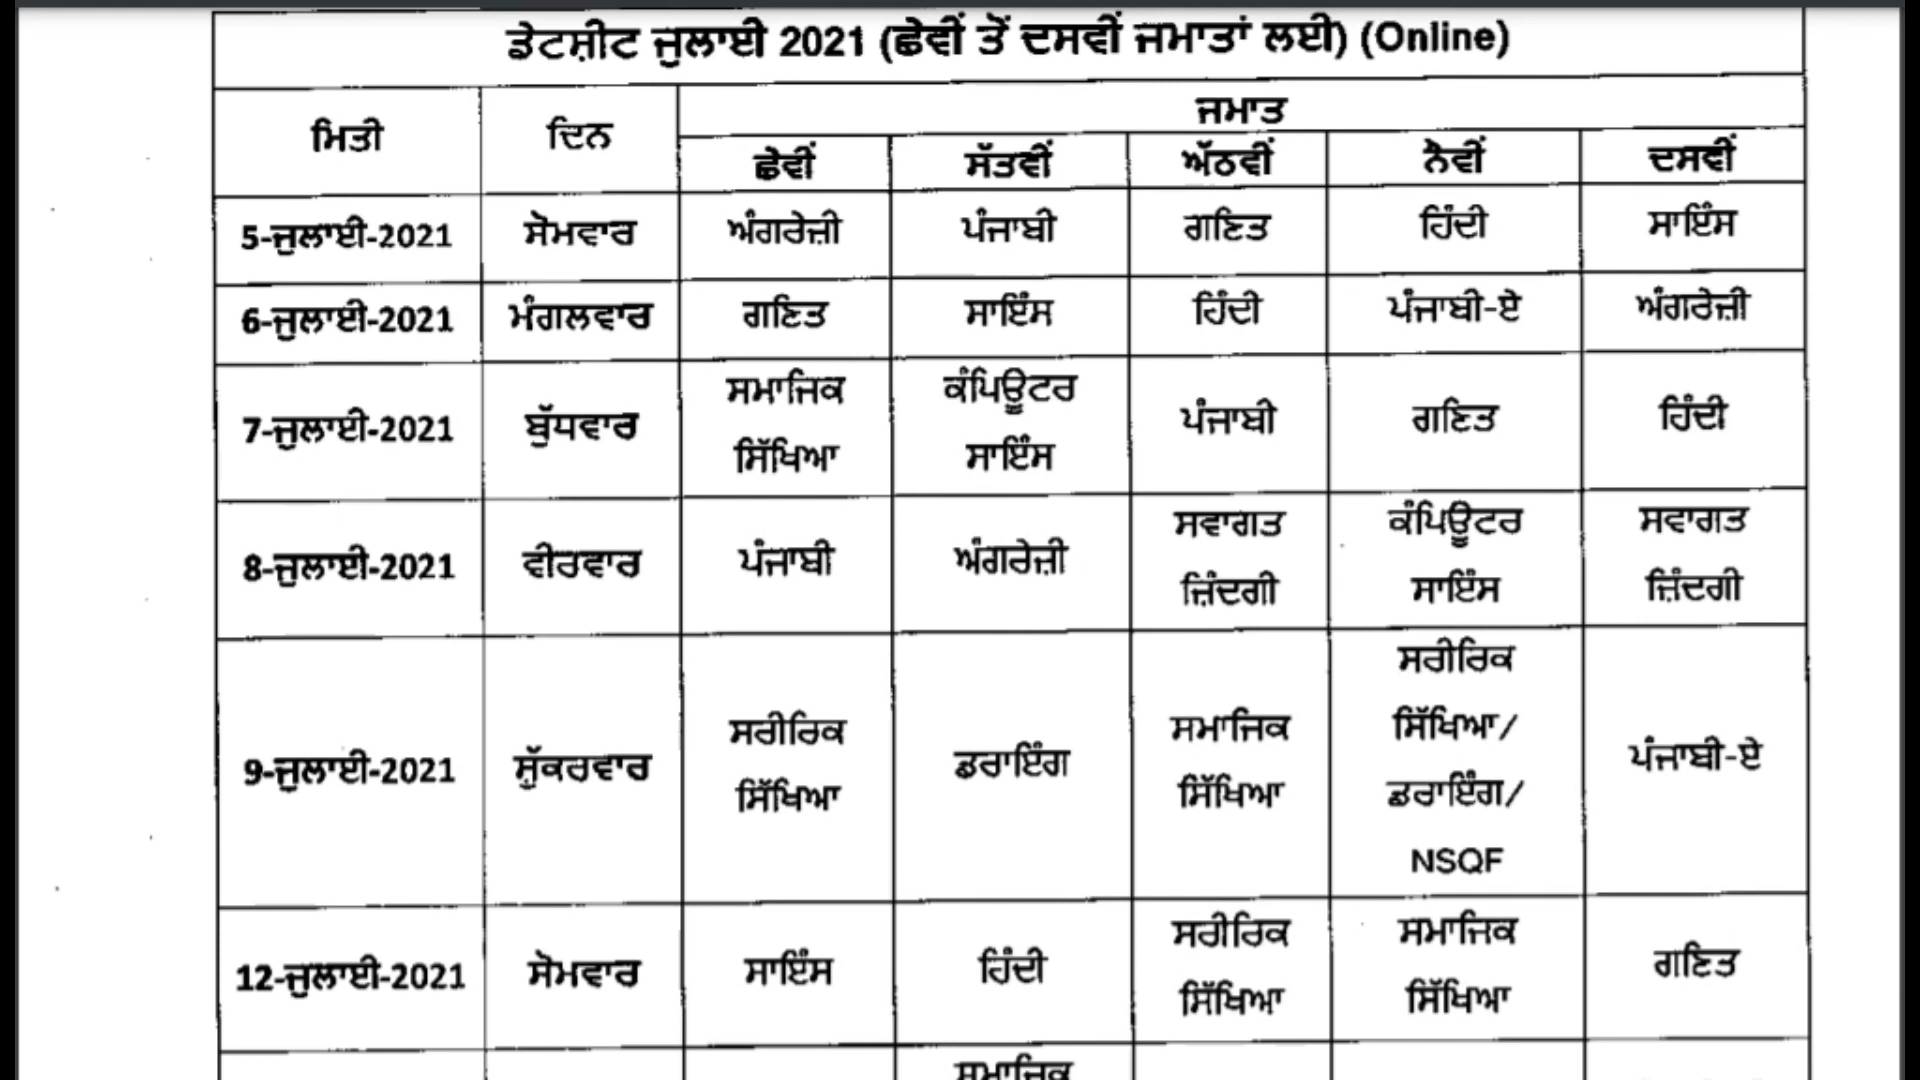 ਡੇਟਸ਼ੀਟ ਜੁਲਾਈ 2021 (ਛੇਵੀਂ ਤੋਂ ਦਸਵੀਂ ਜਮਾਤਾਂ ਲਈ) (Online)
ਮਿਤੀ ਦਿਨ ਜਮਾਤ
ਛੇਵੀਂ ਸੱਤਵੀਂ ਅੱਠਵੀਂ ਨੌਵੀਂ ਦਸਵੀਂ
5-ਜੁਲਾਈ-2021 ਸੋਮਵਾਰ ਅੰਗਰੇਜ਼ੀ ਪੰਜਾਬੀ ਗਣਿਤ ਹਿੰਦੀ ਸਾਇੰਸ
6-ਜੁਲਾਈ-2021 ਮੰਗਲਵਾਰ ਗਣਿਤ ਸਾਇੰਸ ਹਿੰਦੀ ਪੰਜਾਬੀ-ਏ ਅੰਗਰੇਜ਼ੀ
7-ਜੁਲਾਈ-2021 ਬੁੱਧਵਾਰ ਸਮਾਜਿਕ ਸਿੱਖਿਆ ਕੰਪਿਊਟਰ ਸਾਇੰਸ ਪੰਜਾਬੀ ਗਣਿਤ ਹਿੰਦੀ
8-ਜੁਲਾਈ-2021 ਵੀਰਵਾਰ ਪੰਜਾਬੀ ਅੰਗਰੇਜ਼ੀ ਸਵਾਗਤ ਜ਼ਿੰਦਗੀ ਕੰਪਿਊਟਰ ਸਾਇੰਸ ਸਵਾਗਤ ਜ਼ਿੰਦਗੀ
9-ਜੁਲਾਈ-2021 ਸ਼ੁੱਕਰਵਾਰ ਸਰੀਰਿਕ ਸਿੱਖਿਆ ਡਰਾਇੰਗ ਸਮਾਜਿਕ ਸਿੱਖਿਆ ਸਰੀਰਿਕ ਸਿੱਖਿਆ/ ਡਰਾਇੰਗ/ NSQF ਪੰਜਾਬੀ-ਏ
12-ਜੁਲਾਈ-2021 ਸੋਮਵਾਰ ਸਾਇੰਸ ਹਿੰਦੀ ਸਰੀਰਿਕ ਸਿੱਖਿਆ ਸਮਾਜਿਕ ਸਿੱਖਿਆ ਗਣਿਤ
ਸਮਾਜਿਕ